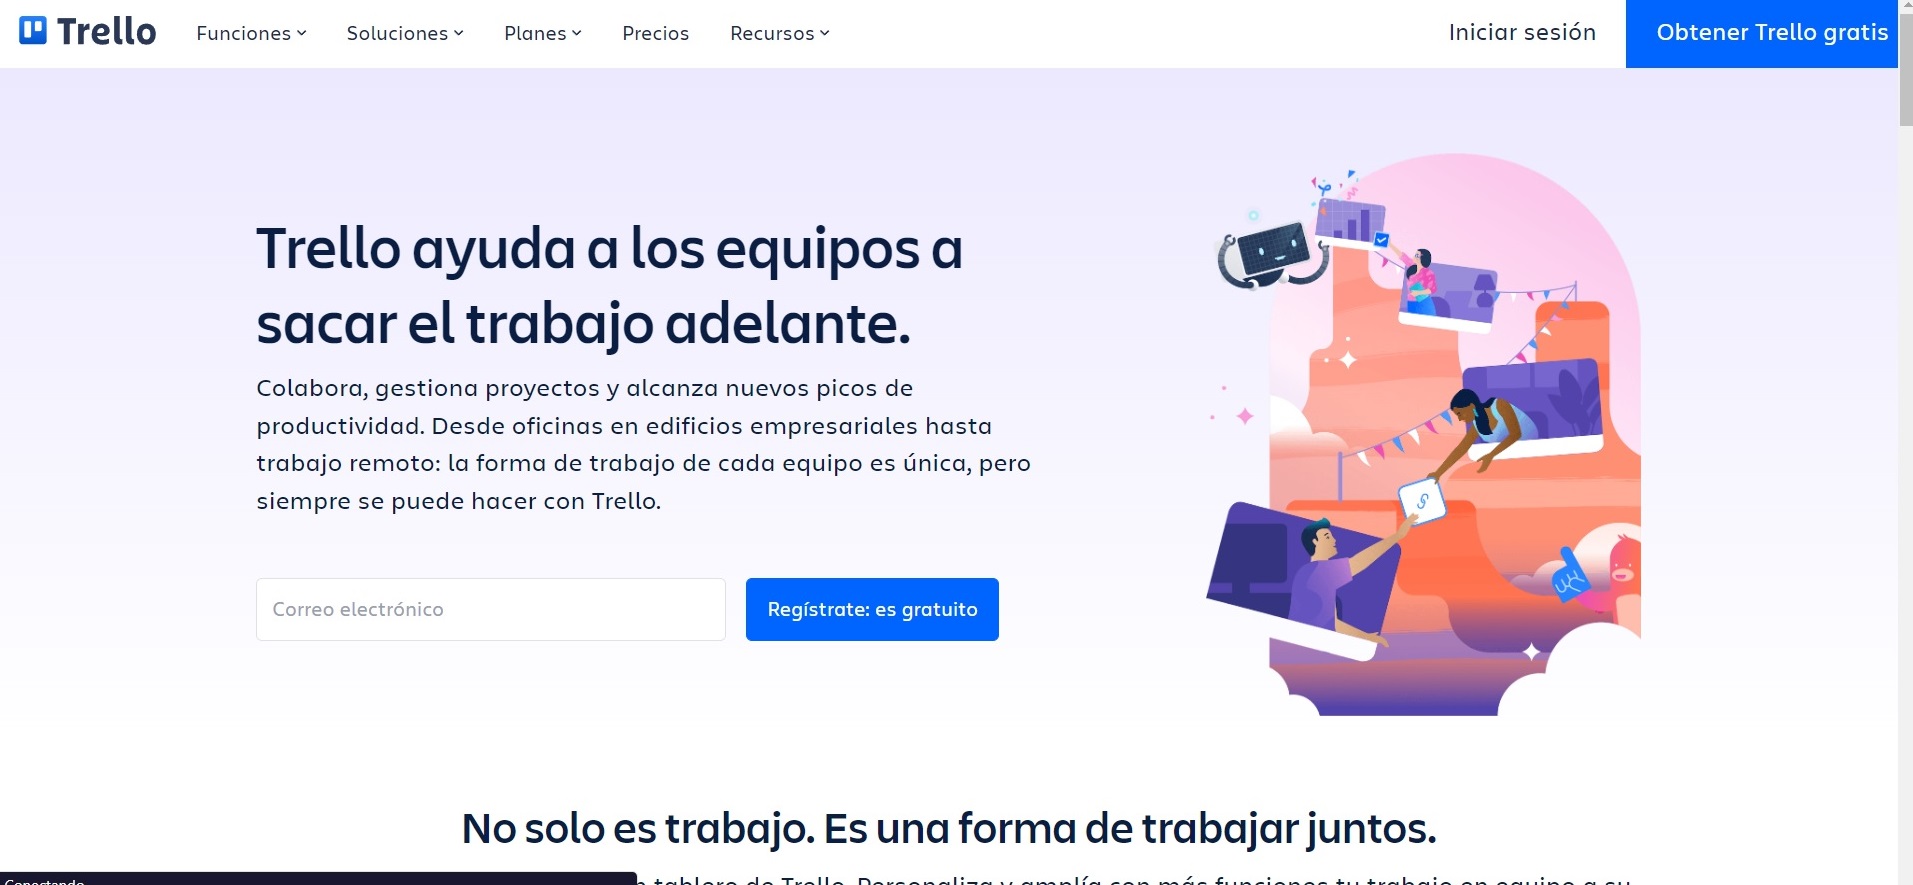 Trello
Funciones
Soluciones
Planes
Precios
Recursos
Iniciar sesión
Obtener Trello gratis
Trello ayuda a los equipos a
sacar el trabajo adelante.
Colabora, gestiona proyectos y alcanza nuevos picos de
productividad. Desde oficinas en edificios empresariales hasta
trabajo remoto: la forma de trabajo de cada equipo es única, pero
siempre se puede hacer con Trello.
Correo electrónico
Regístrate: es gratuito
No solo es trabajo. Es una forma de trabajar juntos.
tablero de Trello. Personaliza y amplía con más funciones tu trabajo en equipo a su